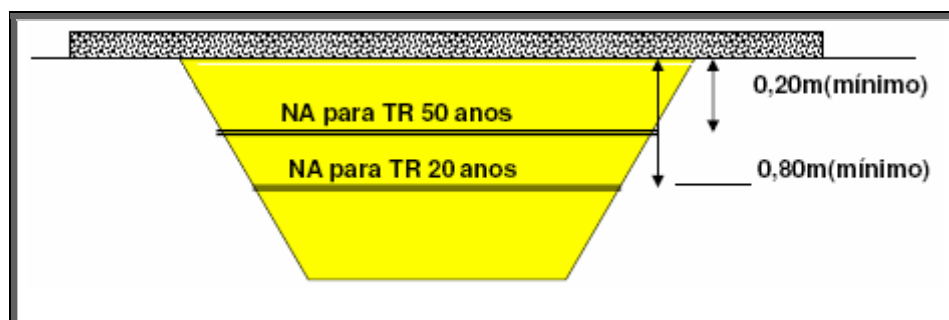 0,20m(mínimo)
NA para TR 50 anos
NA para TR 20 anos
0,80m(mínimo)